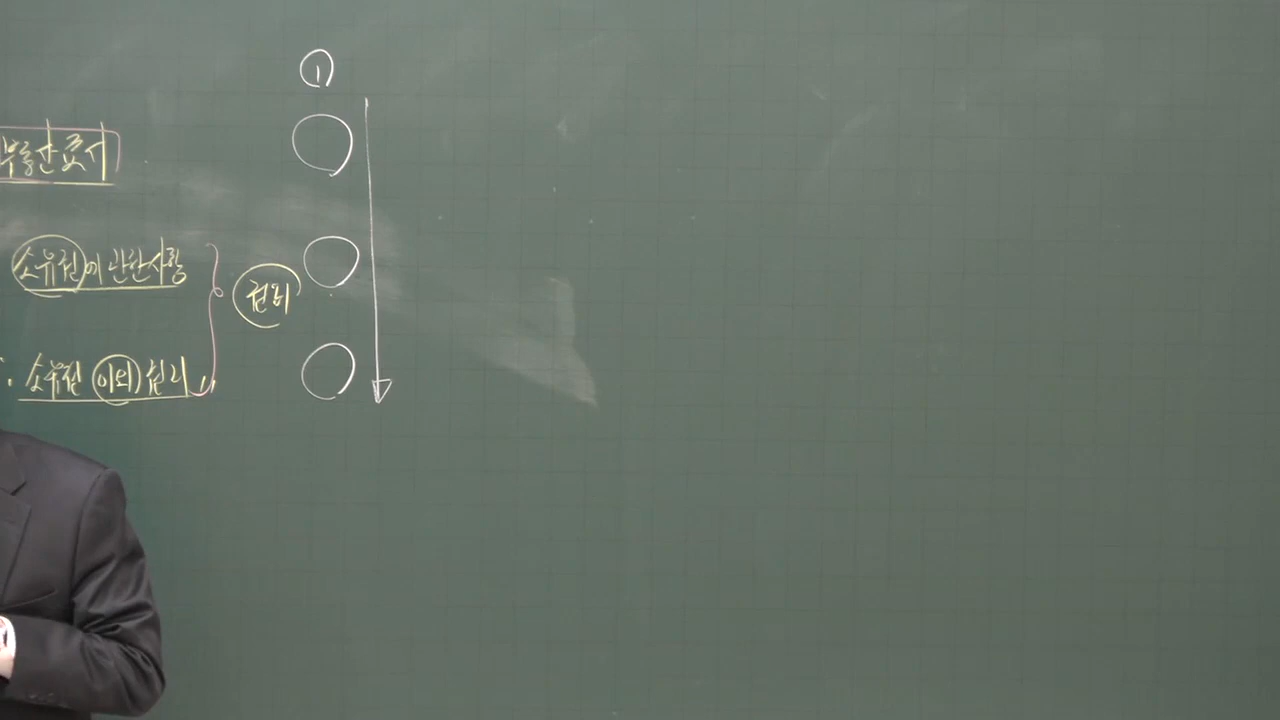 ①
부동산표시
소유권에 관한사항
권리
: 소유권 이외 권리